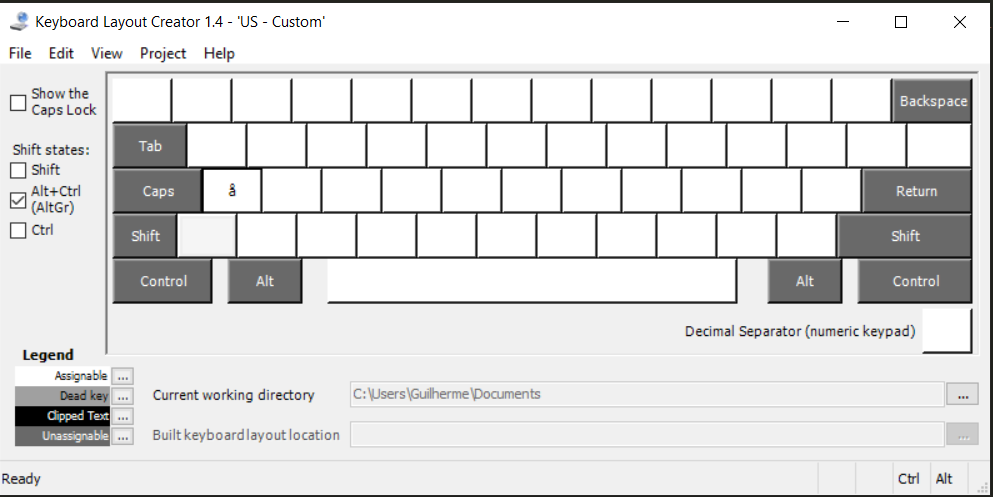 Keyboard Layout Creator 1.4 - 'US - Custom'
File Edit View Project Help
Show the
Caps Lock
Shift states:
Shift
Alt+Ctrl
(AltGr)
Ctrl
Backspace
Tab
Caps å Return
Shift Shift
Control Alt Alt Control
Decimal Separator (numeric keypad)
Legend
Assignable ...
Dead key ...
Clipped Text ...
Unassignable ...
Current working directory C:\Users\Guilherme\Documents ...
Built keyboard layout location ...
Ready Ctrl Alt